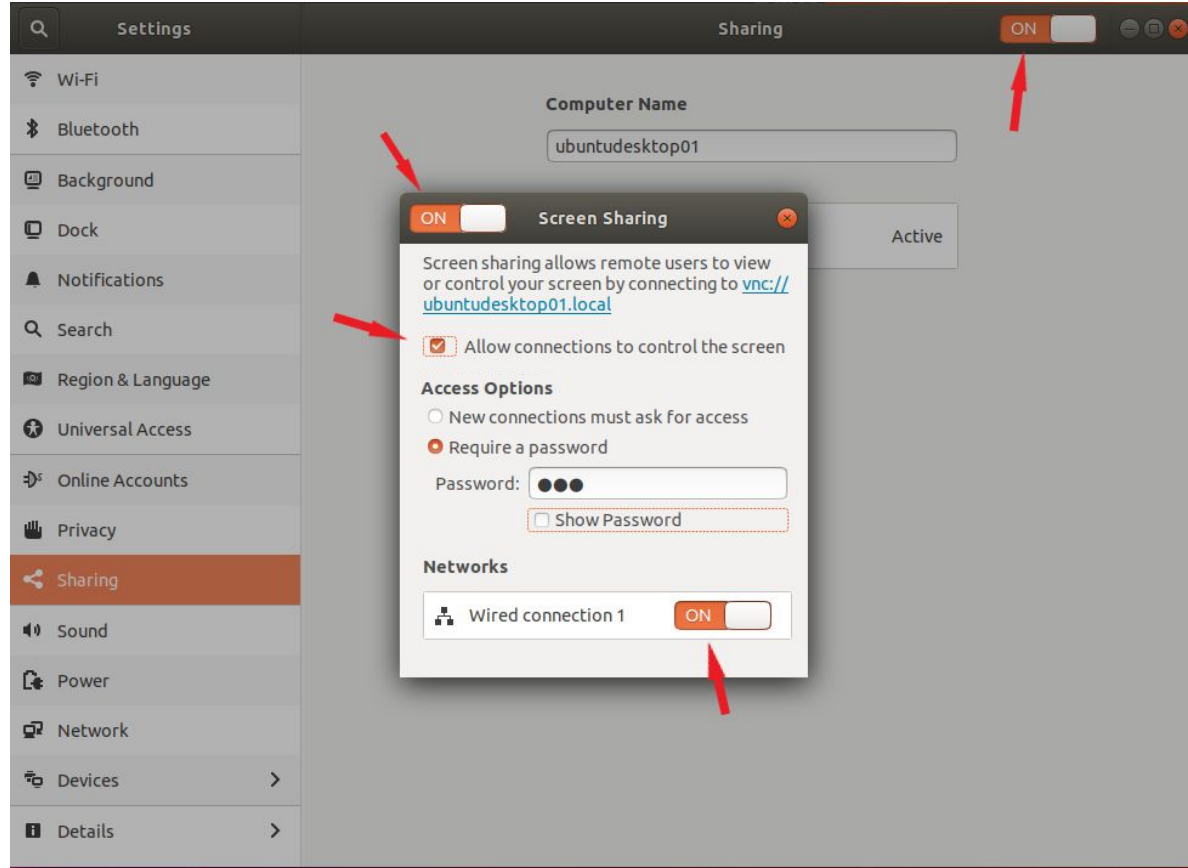 Settings
Sharing
ON
Wi-Fi
Bluetooth
Background
Dock
Notifications
Search
Region & Language
Universal Access
Online Accounts
Privacy
Sharing
Sound
Power
Network
Devices
Details
Computer Name
ubuntudesktop01
Active
ON
Screen Sharing
Screen sharing allows remote users to view
or control your screen by connecting to vnc://
ubuntudesktop01.local
Allow connections to control the screen
Access Options
New connections must ask for access
Require a password
Password:
Show Password
Networks
Wired connection 1
ON